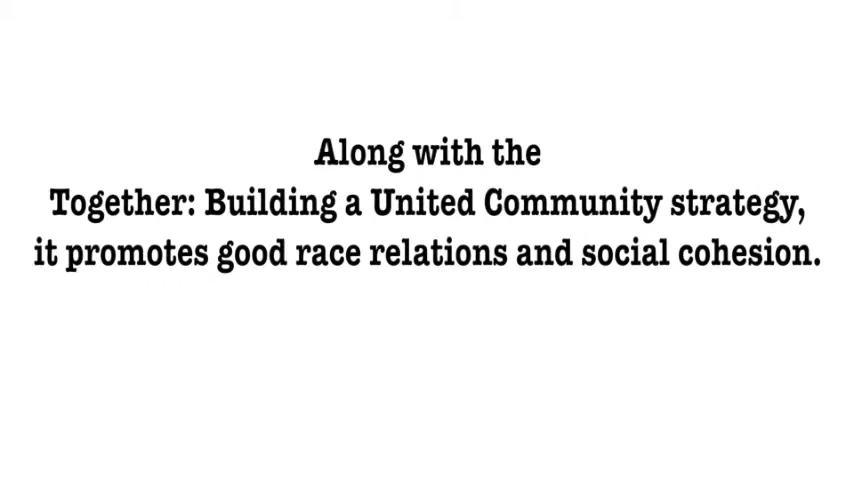 Along with the
Together: Building a United Community strategy,
it promotes good race relations and social cohesion.